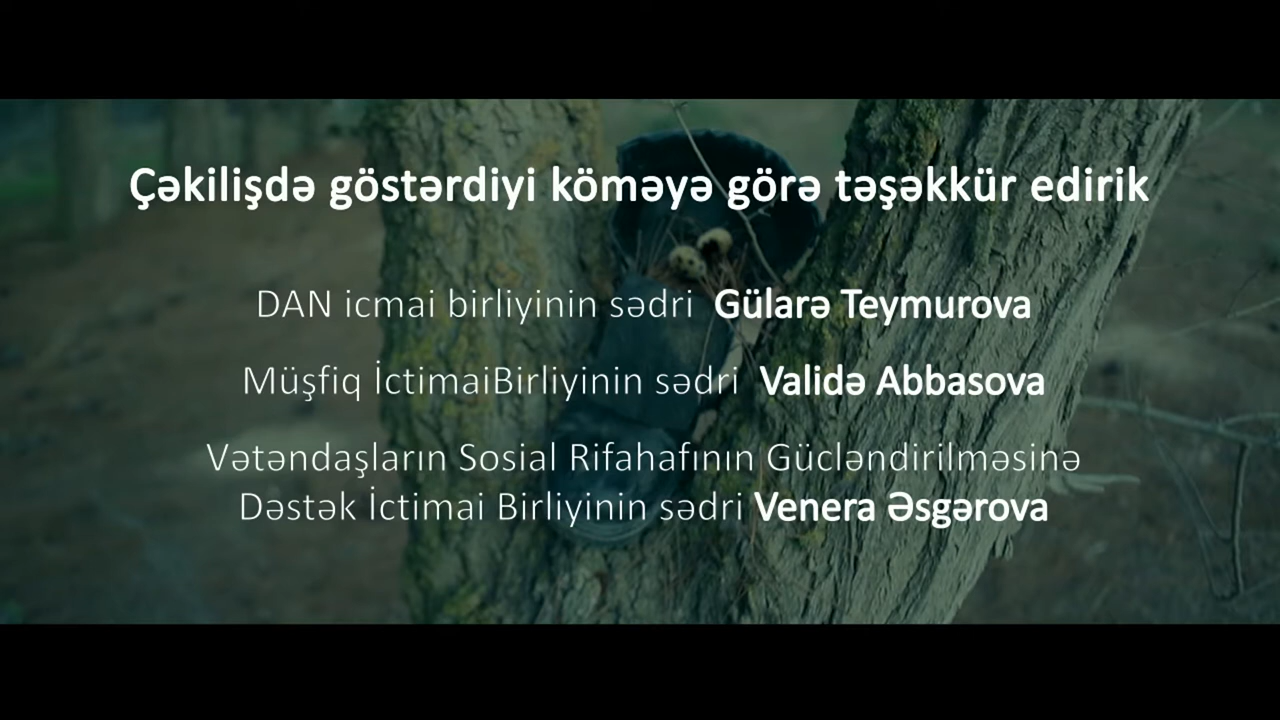 Çəkilişdə göstərdiyi köməyə görə təşəkkür edirik
DAN icmai birliyinin sədri Gülarə Teymurova
Müşfiq İctimaiBirliyinin sədri Validə Abbasova
Vətəndaşların Sosial Rifahafının Gücləndirilməsinə
Dəstək İctimai Birliyinin sədri Venera Əsgərova